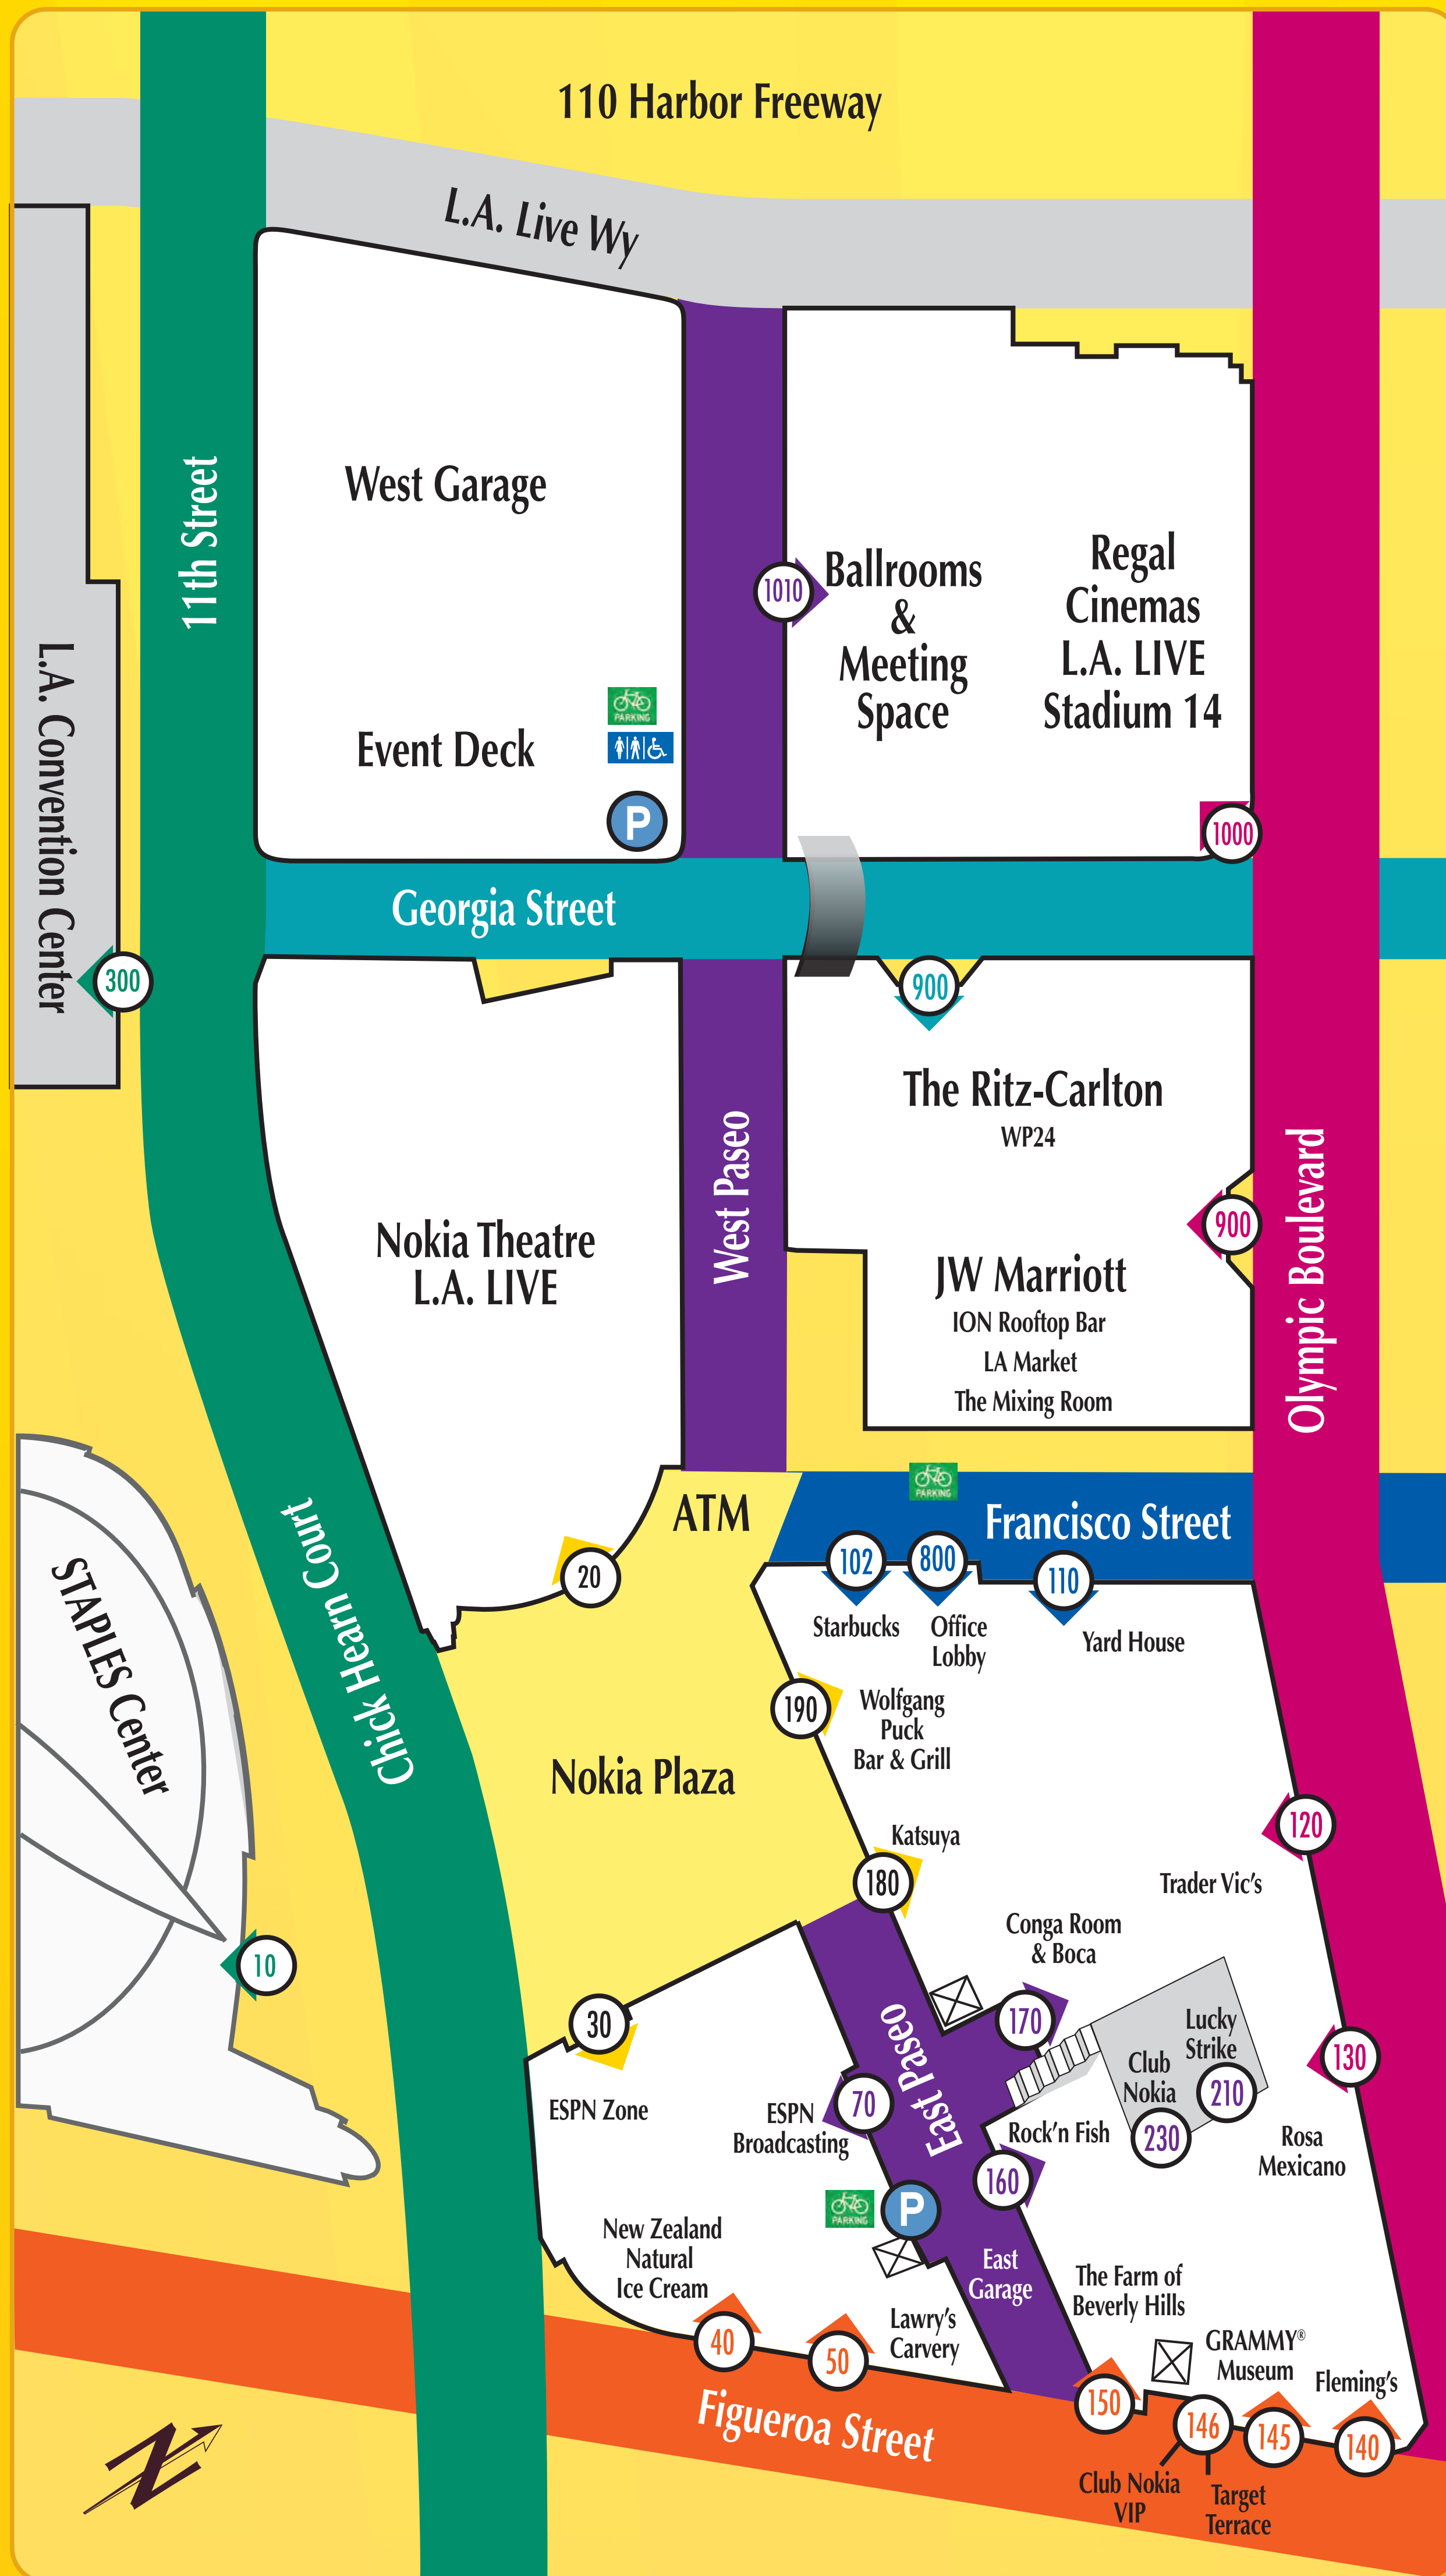 110 Harbor Freeway
L.A. Live Wy
11th Street
West Garage
Event Deck
PARKING
P
L.A. Convention Center
300
1010
Ballrooms
&
Meeting
Space
Regal
Cinemas
L.A. LIVE
Stadium 14
1000
Georgia Street
900
The Ritz-Carlton
WP24
900
JW Marriott
ION Rooftop Bar
LA Market
The Mixing Room
West Paseo
Nokia Theatre
L.A. LIVE
Olympic Boulevard
ATM
20
PARKING
Francisco Street
102
800
110
Starbucks
Office
Lobby
Yard House
Chick Hearn Court
STAPLES Center
10
Nokia Plaza
190
Wolfgang
Puck
Bar & Grill
Katsuya
180
120
Trader Vic's
Conga Room
& Boca
170
30
ESPN Zone
East Paseo
70
ESPN
Broadcasting
Lucky
Strike
210
Club
Nokia
230
130
Rock'n Fish
160
Rosa
Mexicano
PARKING
P
New Zealand
Natural
Ice Cream
40
50
Lawry's
Carvery
East
Garage
The Farm of
Beverly Hills
GRAMMY®
Museum
Fleming's
150
146
145
140
Figueroa Street
Club Nokia
VIP
Target
Terrace
N